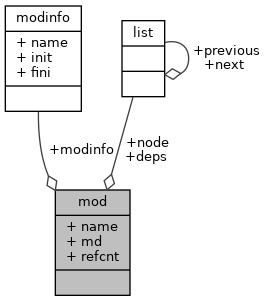 modinfo
+ name
+ init
+ fini
list
+previous
+next
+modinfo
+node
+deps
mod
+ name
+ md
+ refcnt